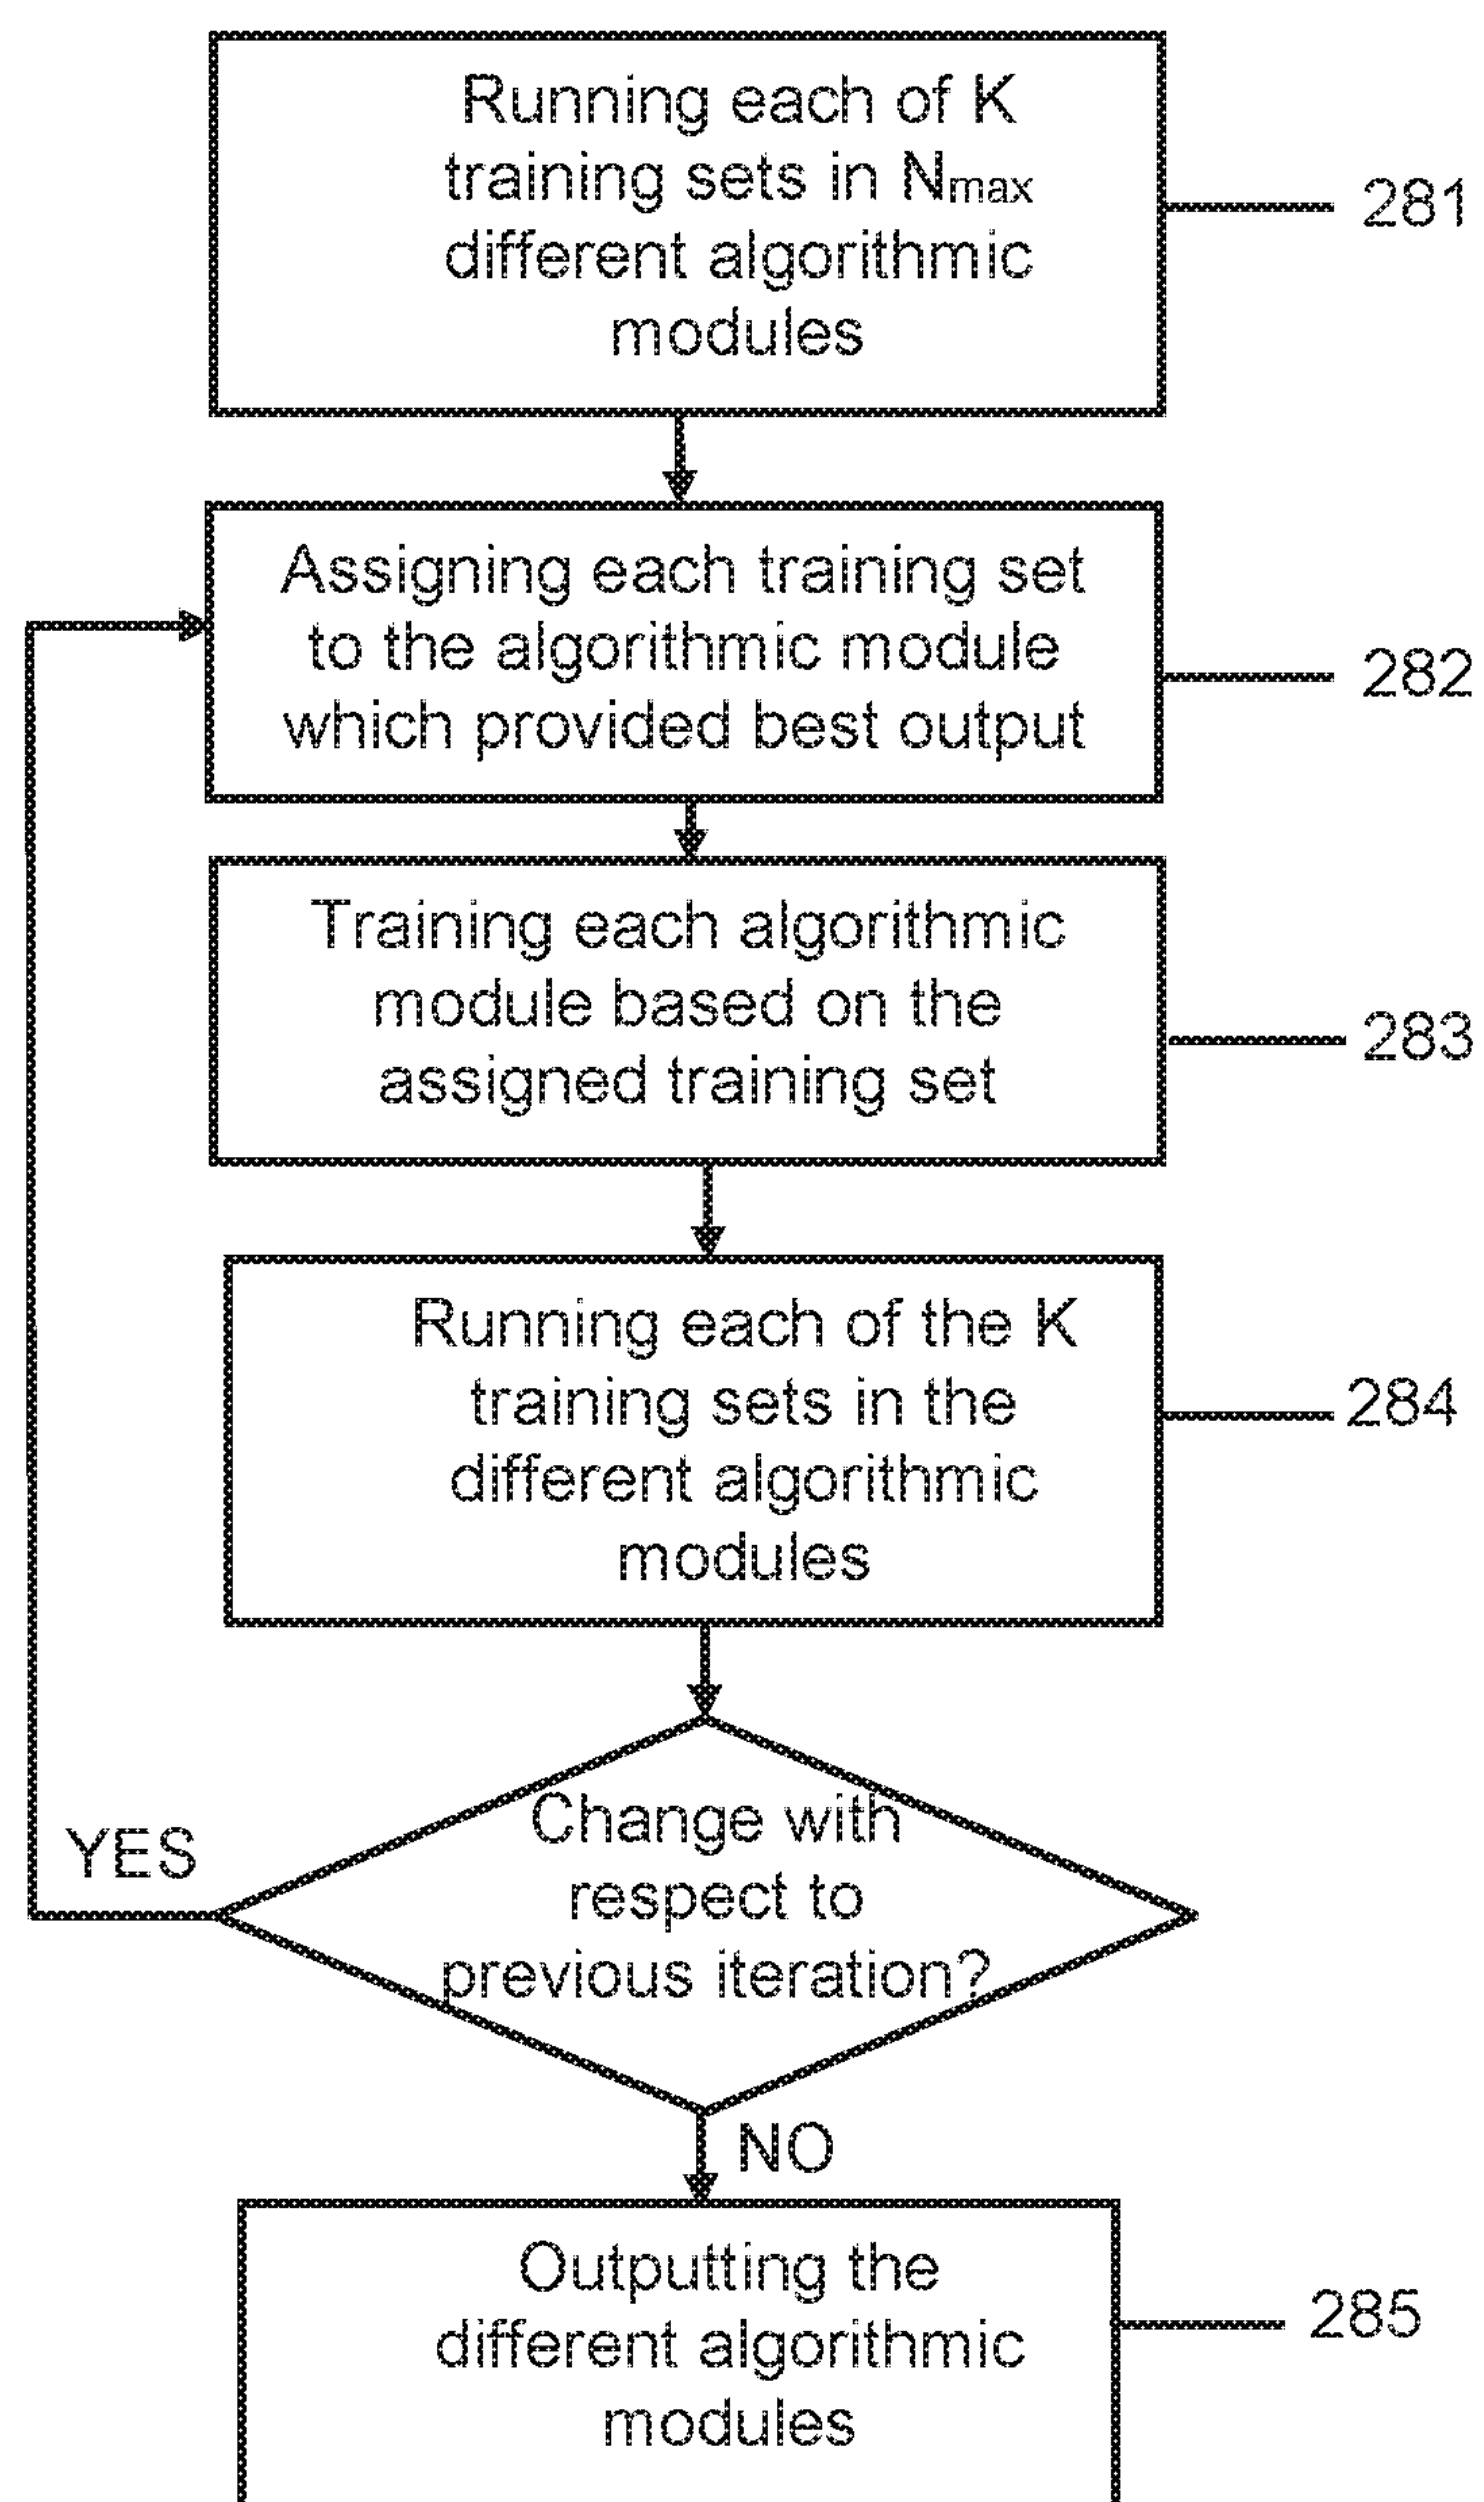 Running each of K
training sets in Nmax
different algorithmic
modules
281
Assigning each training set
to the algorithmic module
which provided best output
282
Training each algorithmic
module based on the
assigned training set
283
Running each of the K
training sets in the
different algorithmic
modules
284
Change with
respect to
previous iteration?
YES
NO
Outputting the
different algorithmic
modules
285